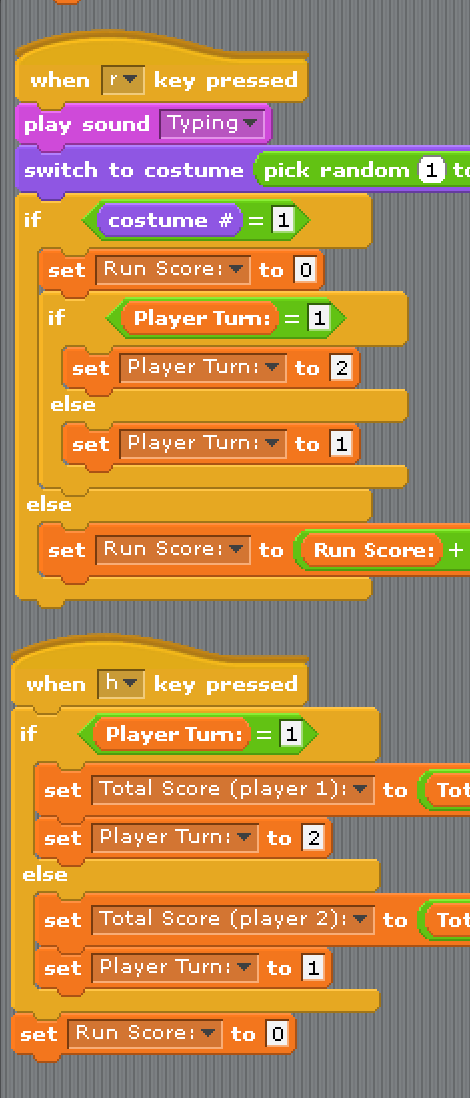 when r key pressed
play sound Typing
switch to costume pick random 1 to
if costume # = 1
set Run Score: to 0
if Player Turn: = 1
set Player Turn: to 2
else
set Player Turn: to 1
else
set Run Score: to Run Score: +
when h key pressed
if Player Turn: = 1
set Total Score (player 1): to Tot
set Player Turn: to 2
else
set Total Score (player 2): to Tot
set Player Turn: to 1
set Run Score: to 0